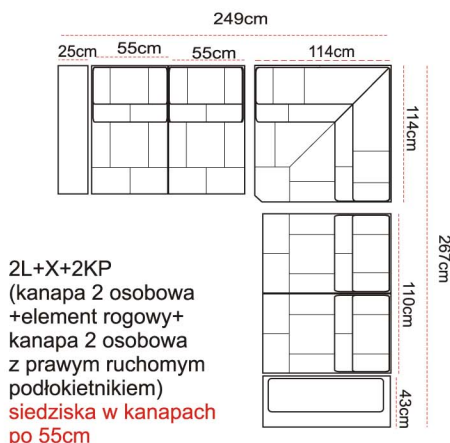 249cm
25cm 55cm 55cm 114cm
114cm
267cm
110cm
43cm
2L+X+2KP
(kanapa 2 osobowa
+element rogowy+
kanapa 2 osobowa
z prawym ruchomym
podłokietnikiem)
siedziska w kanapach
po 55cm